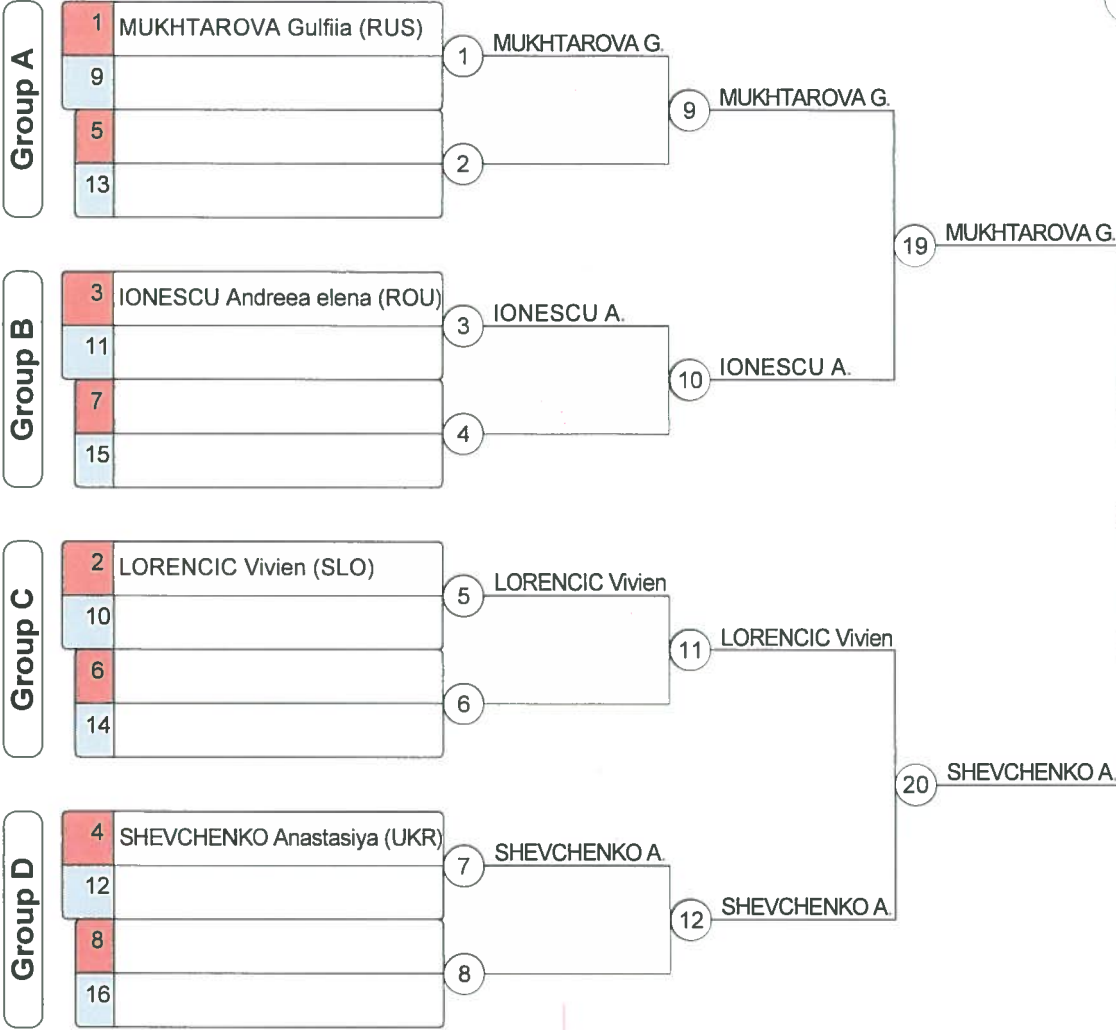 Group A
1 MUKHTAROVA Gulfiia (RUS)
9
5
13
1 MUKHTAROVA G.
2
9 MUKHTAROVA G.
Group B
3 IONESCU Andreea elena (ROU)
11
7
15
3 IONESCU A.
4
10 IONESCU A.
19 MUKHTAROVA G.
Group C
2 LORENCIC Vivien (SLO)
10
6
14
5 LORENCIC Vivien
6
11 LORENCIC Vivien
Group D
4 SHEVCHENKO Anastasiya (UKR)
12
8
16
7 SHEVCHENKO A.
8
12 SHEVCHENKO A.
20 SHEVCHENKO A.